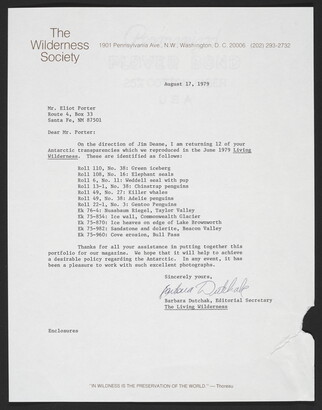 The
Wilderness
Society
1901 Pennsylvania Ave., N.W., Washington, D.C. 20006 (202) 293-2732
August 17, 1979
Mr. Eliot Porter
Route 4, Box 33
Santa Fe, NM 87501
Dear Mr. Porter:
On the direction of Jim Deane, I am returning 12 of your
Antarctic transparencies which we reproduced in the June 1979 Living
Wilderness. These are identified as follows:
Roll 110, No. 38: Green iceberg
Roll 108, No. 16: Elephant seals
Roll 6, No. 11: Weddell seal with pup
Roll 13-1, No. 38: Chinstrap penguins
Roll 49, No. 27: Killer whales
Roll 49, No. 38: Adelie penguins
Roll 22-1, No. 3: Gentoo Penguins
Ek 76-4: Nussbaum Riegel, Taylor Valley
Ek 75-854: Ice wall, Commonwealth Glacier
Ek 75-870: Ice heaves on edge of Lake Brownworth
Ek 75-982: Sandstone and dolerite, Beacon Valley
Ek 75-960: Cove erosion, Bull Pass
Thanks for all your assistance in putting together this
portfolio for our magazine. We hope that it will help to achieve
a desirable policy regarding the Antarctic. In any event, it has
been a pleasure to work with such excellent photographs.
Sincerely yours,
Barbara Dutchak
Barbara Dutchak, Editorial Secretary
The Living Wilderness
Enclosures
"IN WILDNESS IS THE PRESERVATION OF THE WORLD." — Thoreau